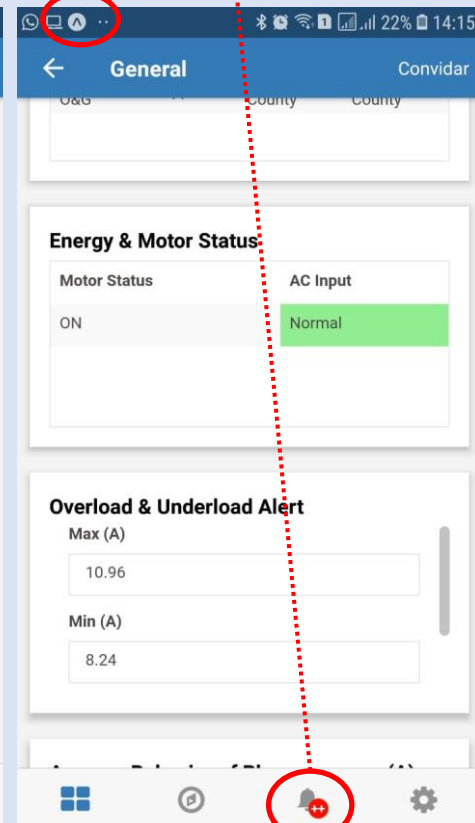 22% 14:15
General Convidar
O&G County County
Energy & Motor Status
Motor Status AC Input
ON Normal
Overload & Underload Alert
Max (A)
10.96
Min (A)
8.24
++